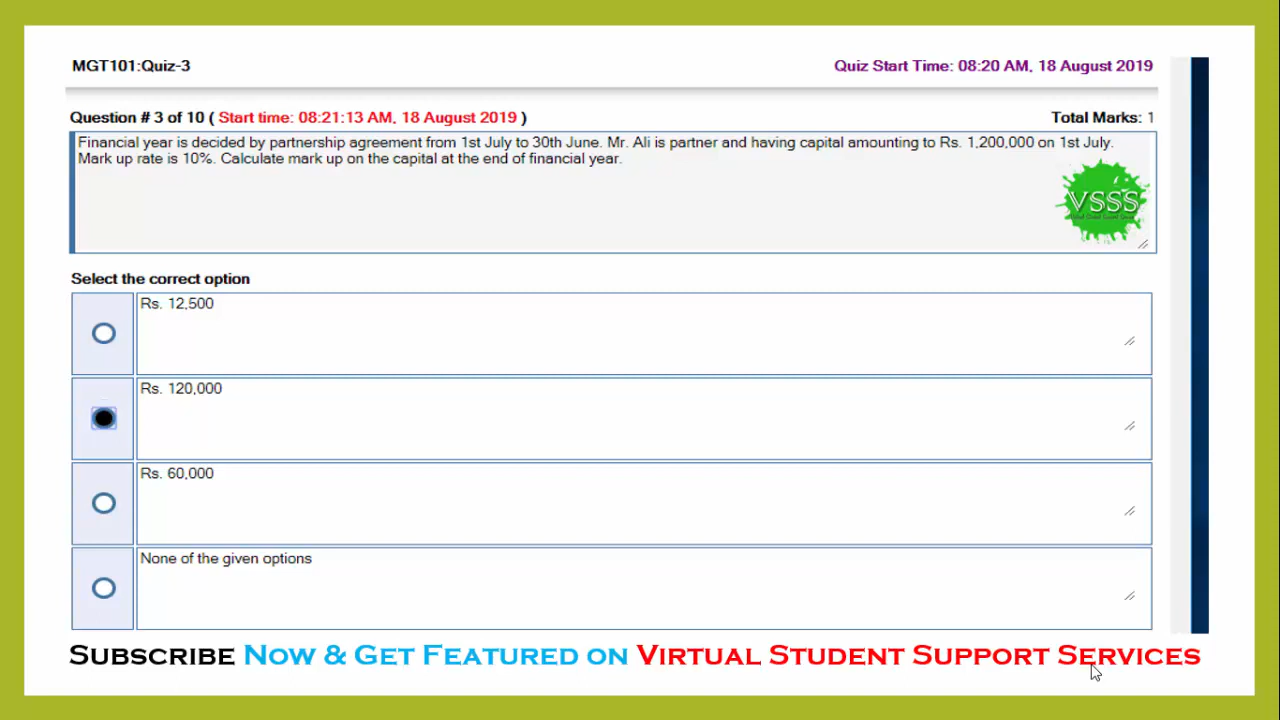 MGT101:Quiz-3
Quiz Start Time: 08:20 AM, 18 August 2019
Question # 3 of 10 ( Start time: 08:21:13 AM, 18 August 2019 )
Total Marks: 1
Financial year is decided by partnership agreement from 1st July to 30th June. Mr. Ali is partner and having capital amounting to Rs. 1,200,000 on 1st July.
Mark up rate is 10%. Calculate mark up on the capital at the end of financial year.
VSSS
Select the correct option
Rs. 12,500
Rs. 120,000
Rs. 60,000
None of the given options
SUBSCRIBE NOW & GET FEATURED ON VIRTUAL STUDENT SUPPORT SERVICES